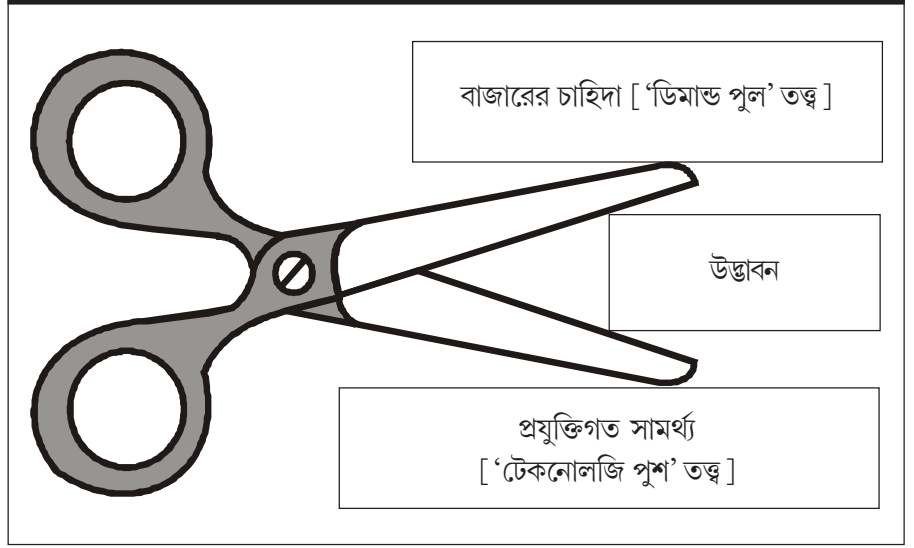 বাজারের চাহিদা [ ‘ডিমান্ড পুল’ তত্ত্ব ]
উদ্ভাবন
প্রযুক্তিগত সামর্থ্য
[ ‘টেকনোলজি পুশ’ তত্ত্ব ]